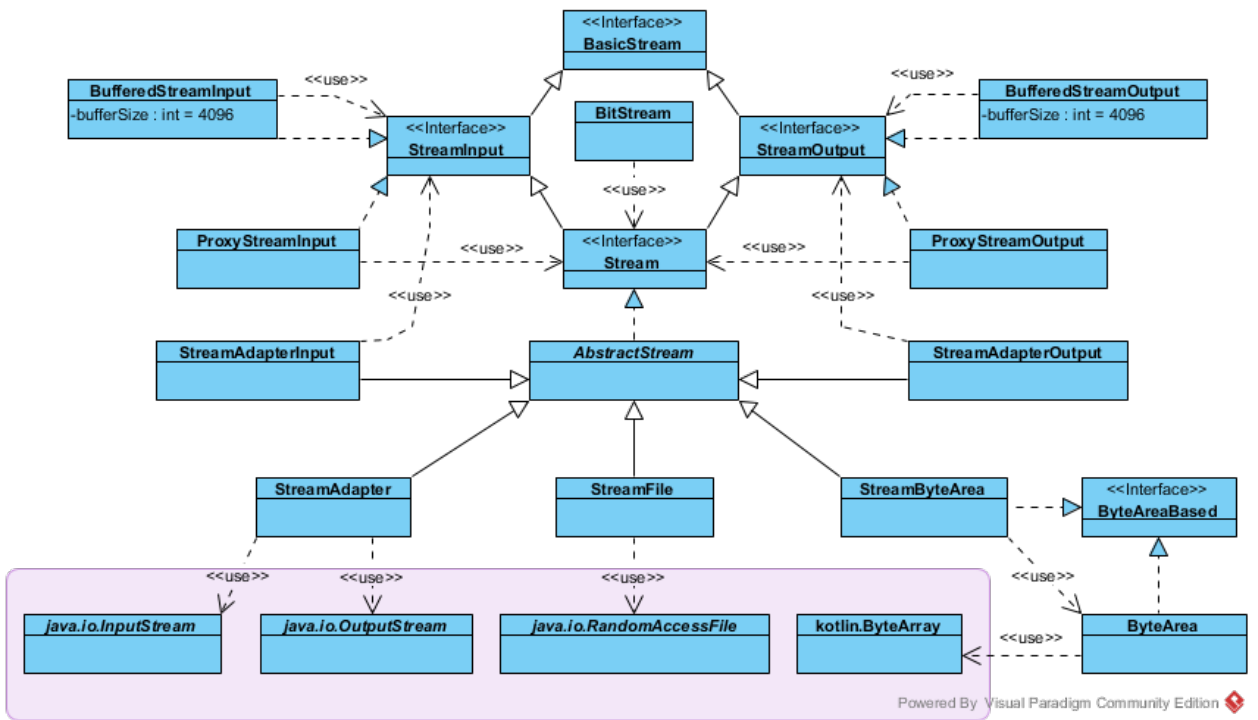 <<Interface>>
BasicStream
<<use>>
<<use>>
BufferedStreamInput
-bufferSize : int = 4096
BitStream
BufferedStreamOutput
-bufferSize : int = 4096
<<Interface>>
StreamInput
<<Interface>>
StreamOutput
<<use>>
ProxyStreamInput
<<use>>
<<Interface>>
Stream
<<use>>
ProxyStreamOutput
<<use>>
<<use>>
StreamAdapterInput
AbstractStream
StreamAdapterOutput
StreamAdapter
StreamFile
StreamByteArea
<<Interface>>
ByteAreaBased
<<use>>
<<use>>
<<use>>
<<use>>
java.io.InputStream
java.io.OutputStream
java.io.RandomAccessFile
kotlin.ByteArray
<<use>>
ByteArea
Powered By Visual Paradigm Community Edition